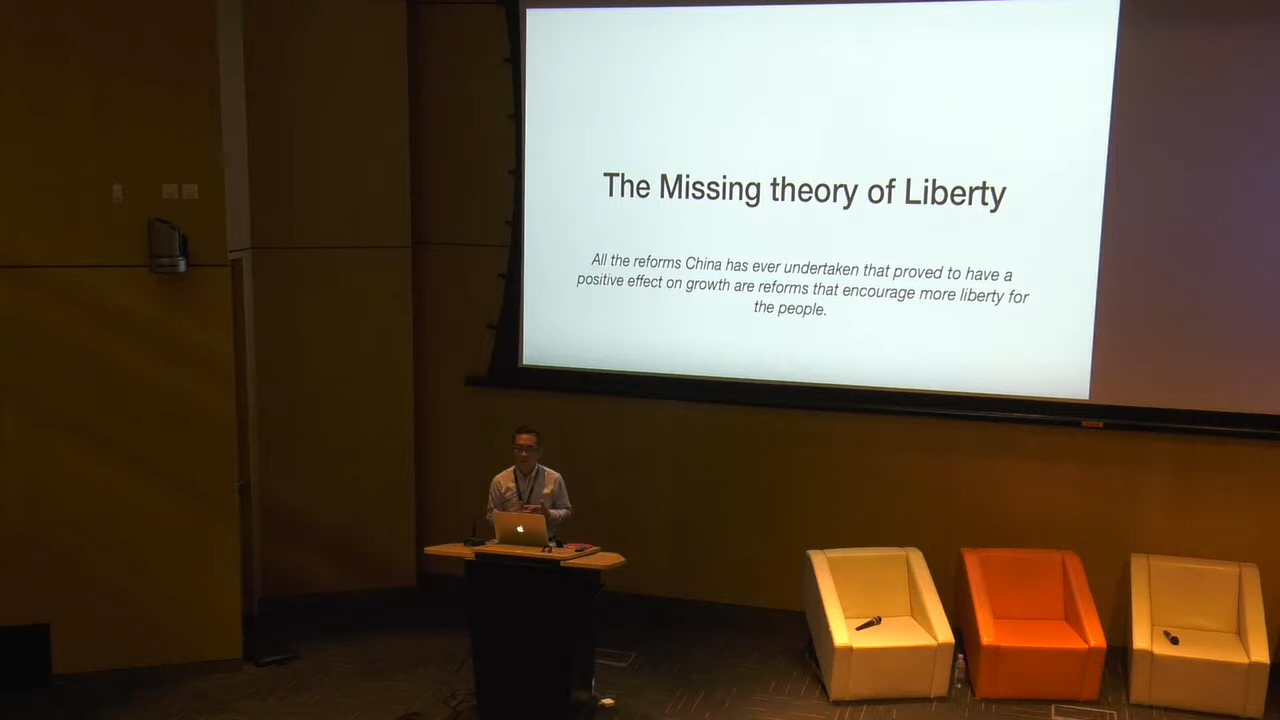 The Missing theory of Liberty
All the reforms China has ever undertaken that proved to have a
positive effect on growth are reforms that encourage more liberty for
the people.